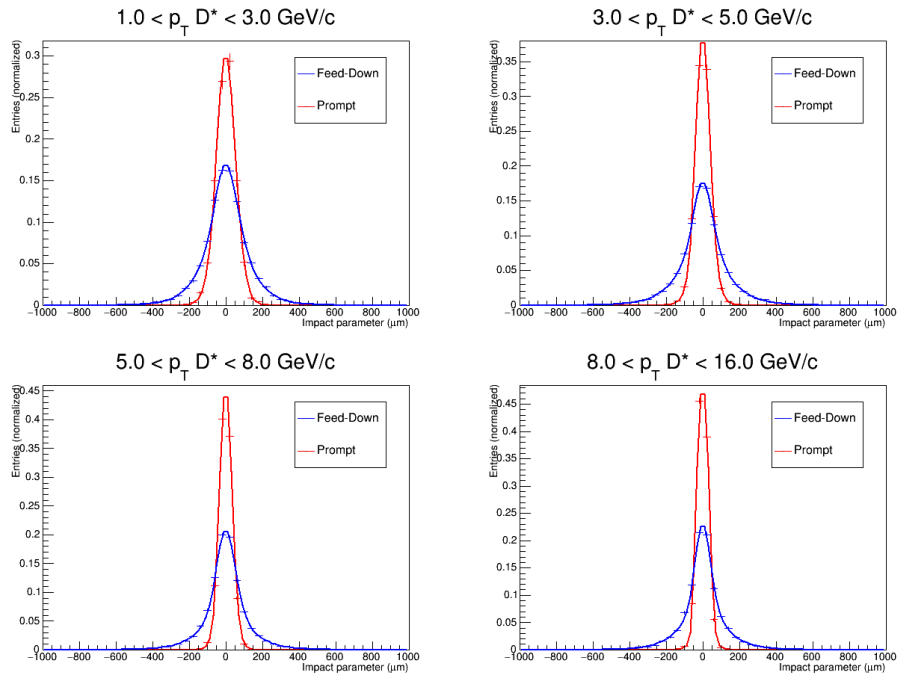 1.0 < p_T D* < 3.0 GeV/c
Entries (normalized)
0.3
0.25
0.2
0.15
0.1
0.05
0
Feed-Down
Prompt
−1000 −800 −600 −400 −200 0 200 400 600 800 1000
Impact parameter (μm)
3.0 < p_T D* < 5.0 GeV/c
Entries (normalized)
0.35
0.3
0.25
0.2
0.15
0.1
0.05
0
Feed-Down
Prompt
−1000 −800 −600 −400 −200 0 200 400 600 800 1000
Impact parameter (μm)
5.0 < p_T D* < 8.0 GeV/c
Entries (normalized)
0.45
0.4
0.35
0.3
0.25
0.2
0.15
0.1
0.05
0
Feed-Down
Prompt
−1000 −800 −600 −400 −200 0 200 400 600 800 1000
Impact parameter (μm)
8.0 < p_T D* < 16.0 GeV/c
Entries (normalized)
0.45
0.4
0.35
0.3
0.25
0.2
0.15
0.1
0.05
0
Feed-Down
Prompt
−1000 −800 −600 −400 −200 0 200 400 600 800 1000
Impact parameter (μm)